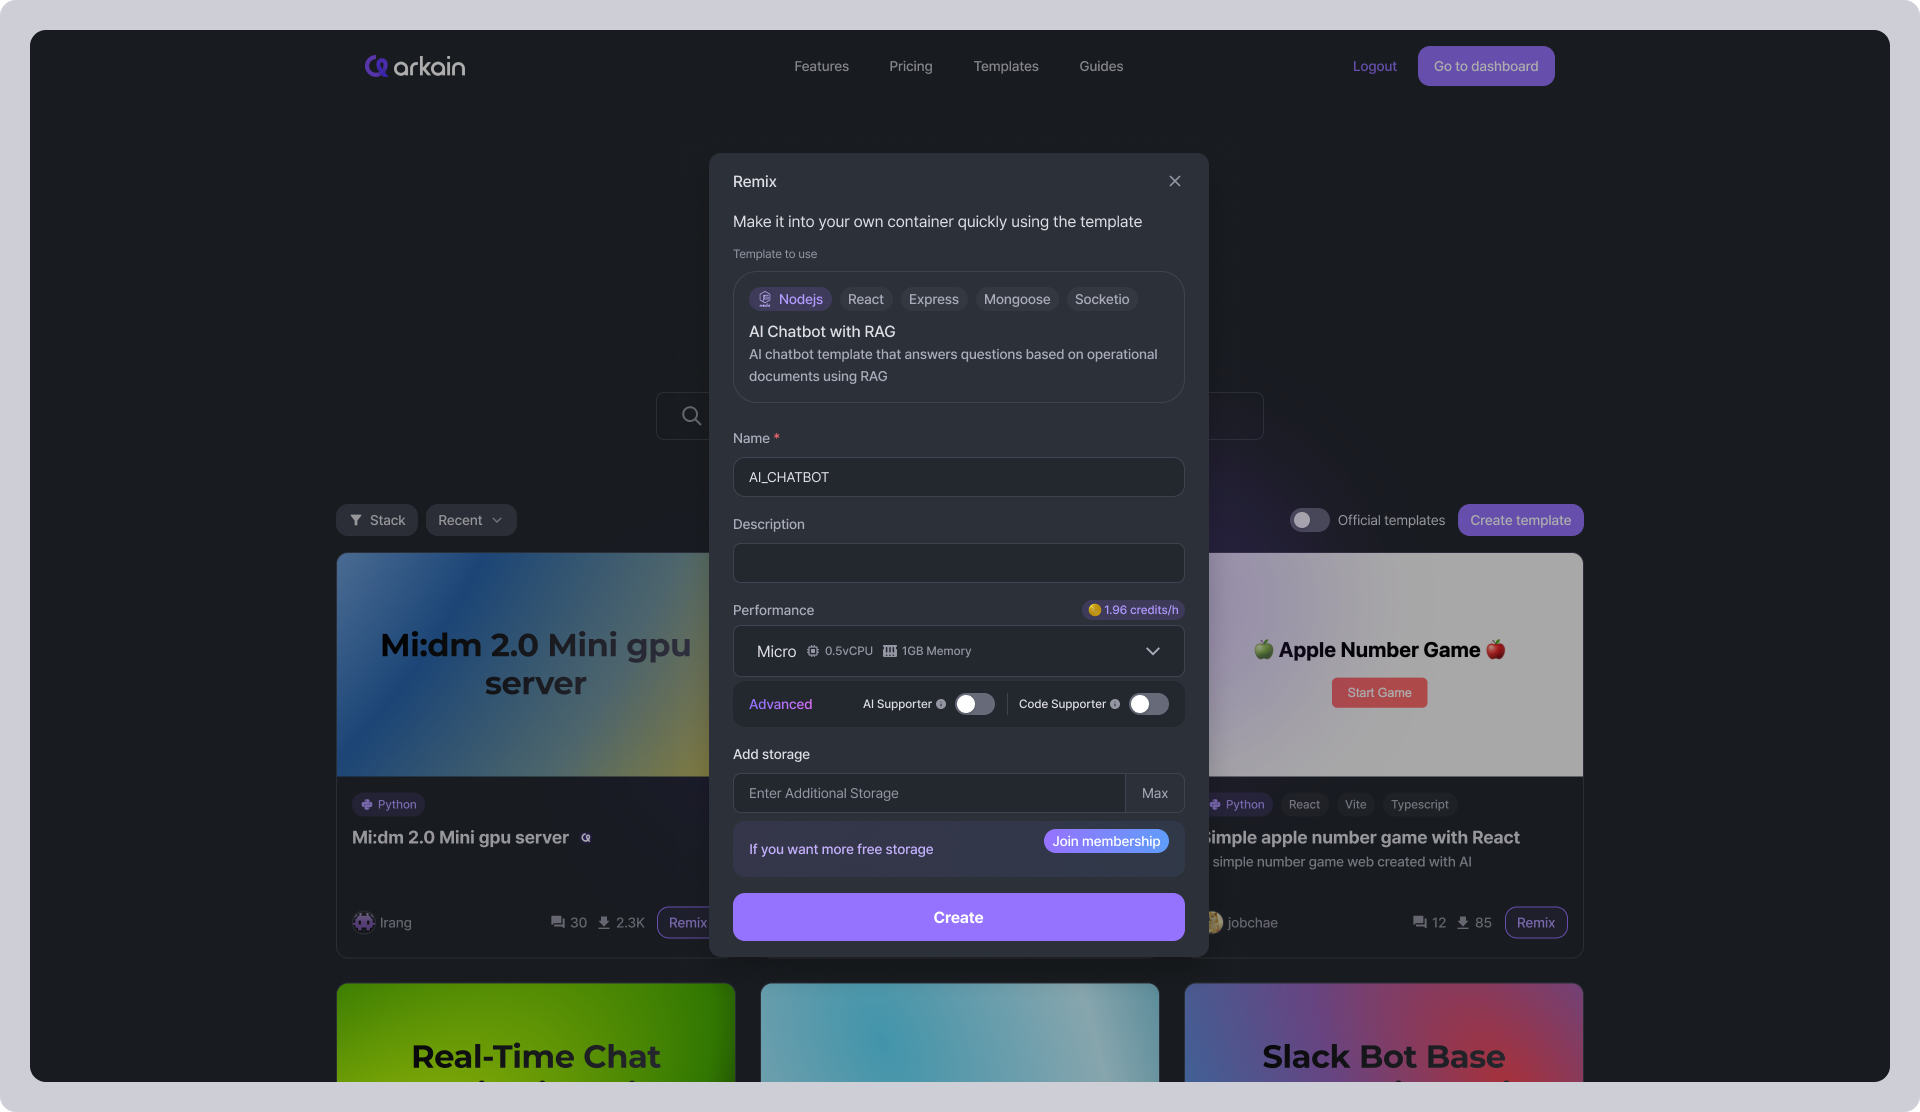 arkain
Features
Pricing
Templates
Guides
Logout
Go to dashboard
Remix
Make it into your own container quickly using the template
Template to use
Nodejs
React
Express
Mongoose
Socketio
AI Chatbot with RAG
AI chatbot template that answers questions based on operational
documents using RAG
Name *
AI_CHATBOT
Description
Performance
1.96 credits/h
Micro
0.5vCPU
1GB Memory
Advanced
AI Supporter
Code Supporter
Add storage
Enter Additional Storage
Max
If you want more free storage
Join membership
Create
Stack
Recent
Official templates
Create template
Mi:dm 2.0 Mini gpu
server
Python
Mi:dm 2.0 Mini gpu server
lrang
30
2.3K
Remix
Apple Number Game
Start Game
Python
React
Vite
Typescript
Simple apple number game with React
simple number game web created with AI
jobchae
12
85
Remix
Real-Time Chat
Slack Bot Base